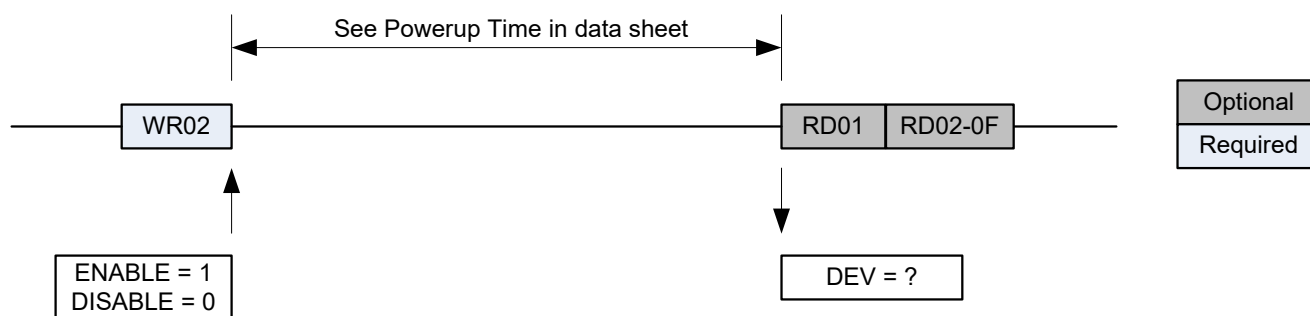 See Powerup Time in data sheet
WR02
RD01
RD02-0F
Optional
Required
ENABLE = 1
DISABLE = 0
DEV = ?